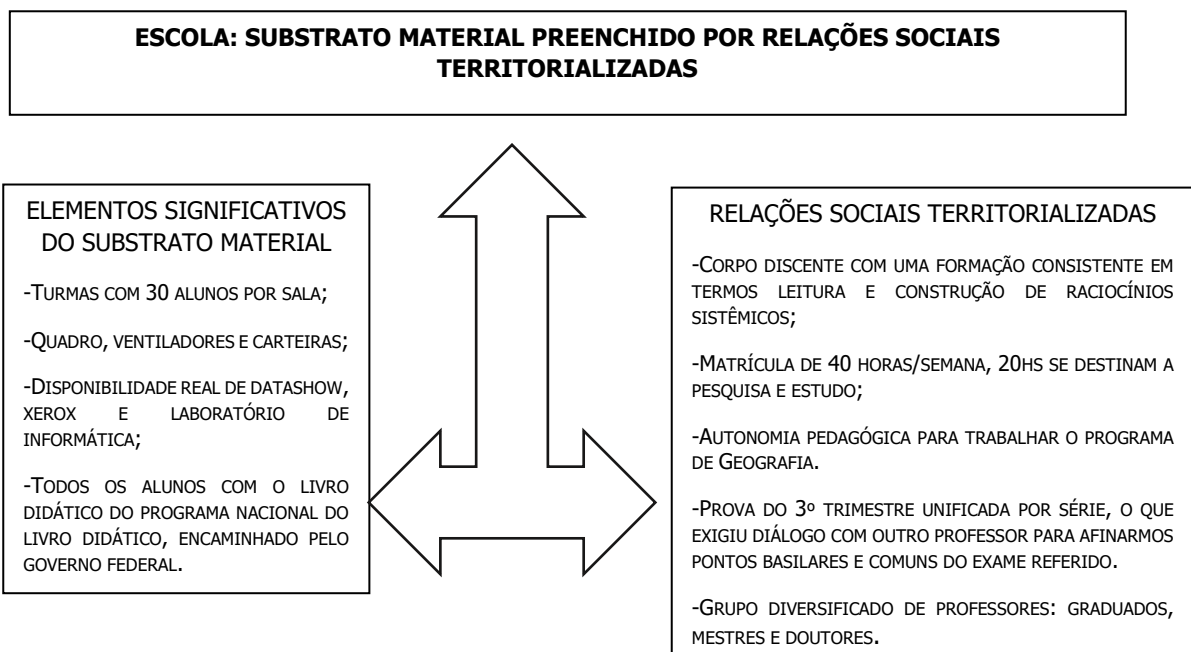 ESCOLA: SUBSTRATO MATERIAL PREENCHIDO POR RELAÇÕES SOCIAIS
TERRITORIALIZADAS
ELEMENTOS SIGNIFICATIVOS
DO SUBSTRATO MATERIAL
-TURMAS COM 30 ALUNOS POR SALA;
-QUADRO, VENTILADORES E CARTEIRAS;
-DISPONIBILIDADE REAL DE DATASHOW,
XEROX E LABORATÓRIO DE
INFORMÁTICA;
-TODOS OS ALUNOS COM O LIVRO
DIDÁTICO DO PROGRAMA NACIONAL DO
LIVRO DIDÁTICO, ENCAMINHADO PELO
GOVERNO FEDERAL.
RELAÇÕES SOCIAIS TERRITORIALIZADAS
-CORPO DISCENTE COM UMA FORMAÇÃO CONSISTENTE EM
TERMOS LEITURA E CONSTRUÇÃO DE RACIOCÍNIOS
SISTÊMICOS;
-MATRÍCULA DE 40 HORAS/SEMANA, 20HS SE DESTINAM A
PESQUISA E ESTUDO;
-AUTONOMIA PEDAGÓGICA PARA TRABALHAR O PROGRAMA
DE GEOGRAFIA.
-PROVA DO 3º TRIMESTRE UNIFICADA POR SÉRIE, O QUE
EXIGIU DIÁLOGO COM OUTRO PROFESSOR PARA AFINARMOS
PONTOS BASILARES E COMUNS DO EXAME REFERIDO.
-GRUPO DIVERSIFICADO DE PROFESSORES: GRADUADOS,
MESTRES E DOUTORES.